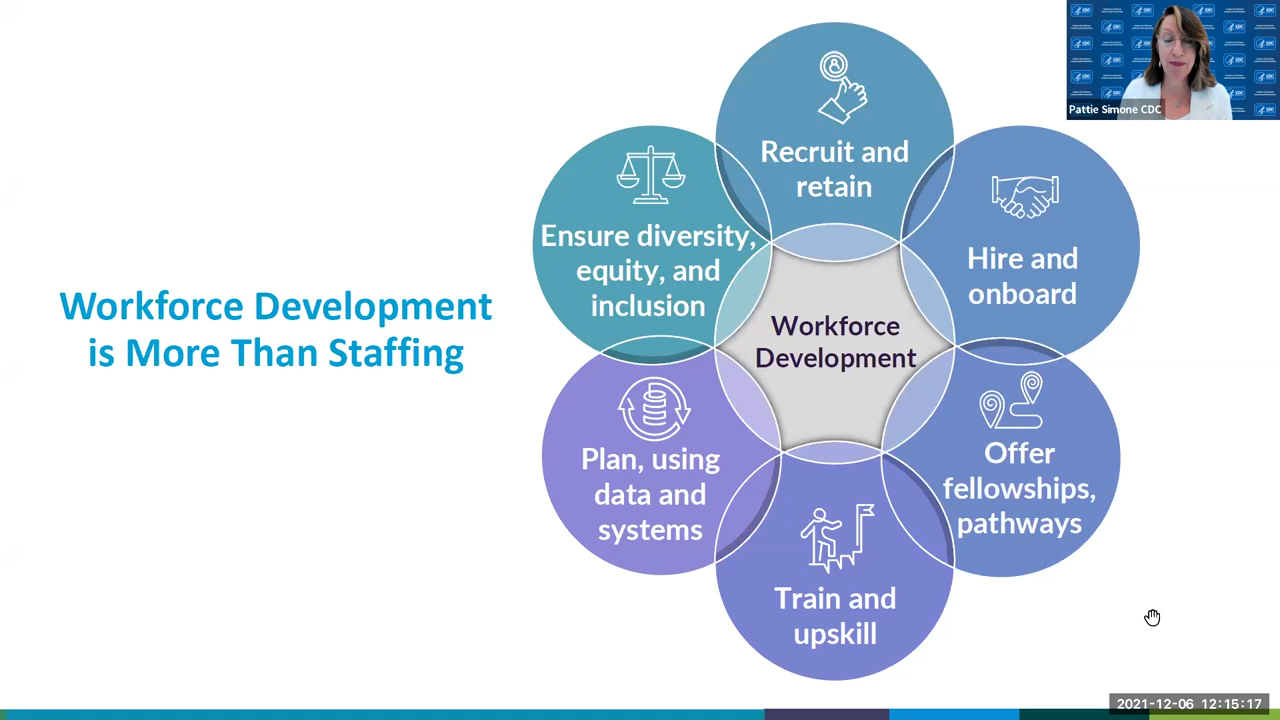 Workforce Development
is More Than Staffing
Recruit and
retain
Hire and
onboard
Offer
fellowships,
pathways
Train and
upskill
Plan, using
data and
systems
Ensure diversity,
equity, and
inclusion
Workforce
Development
CDC
Pattie Simone CDC
2021-12-06 12:15:17